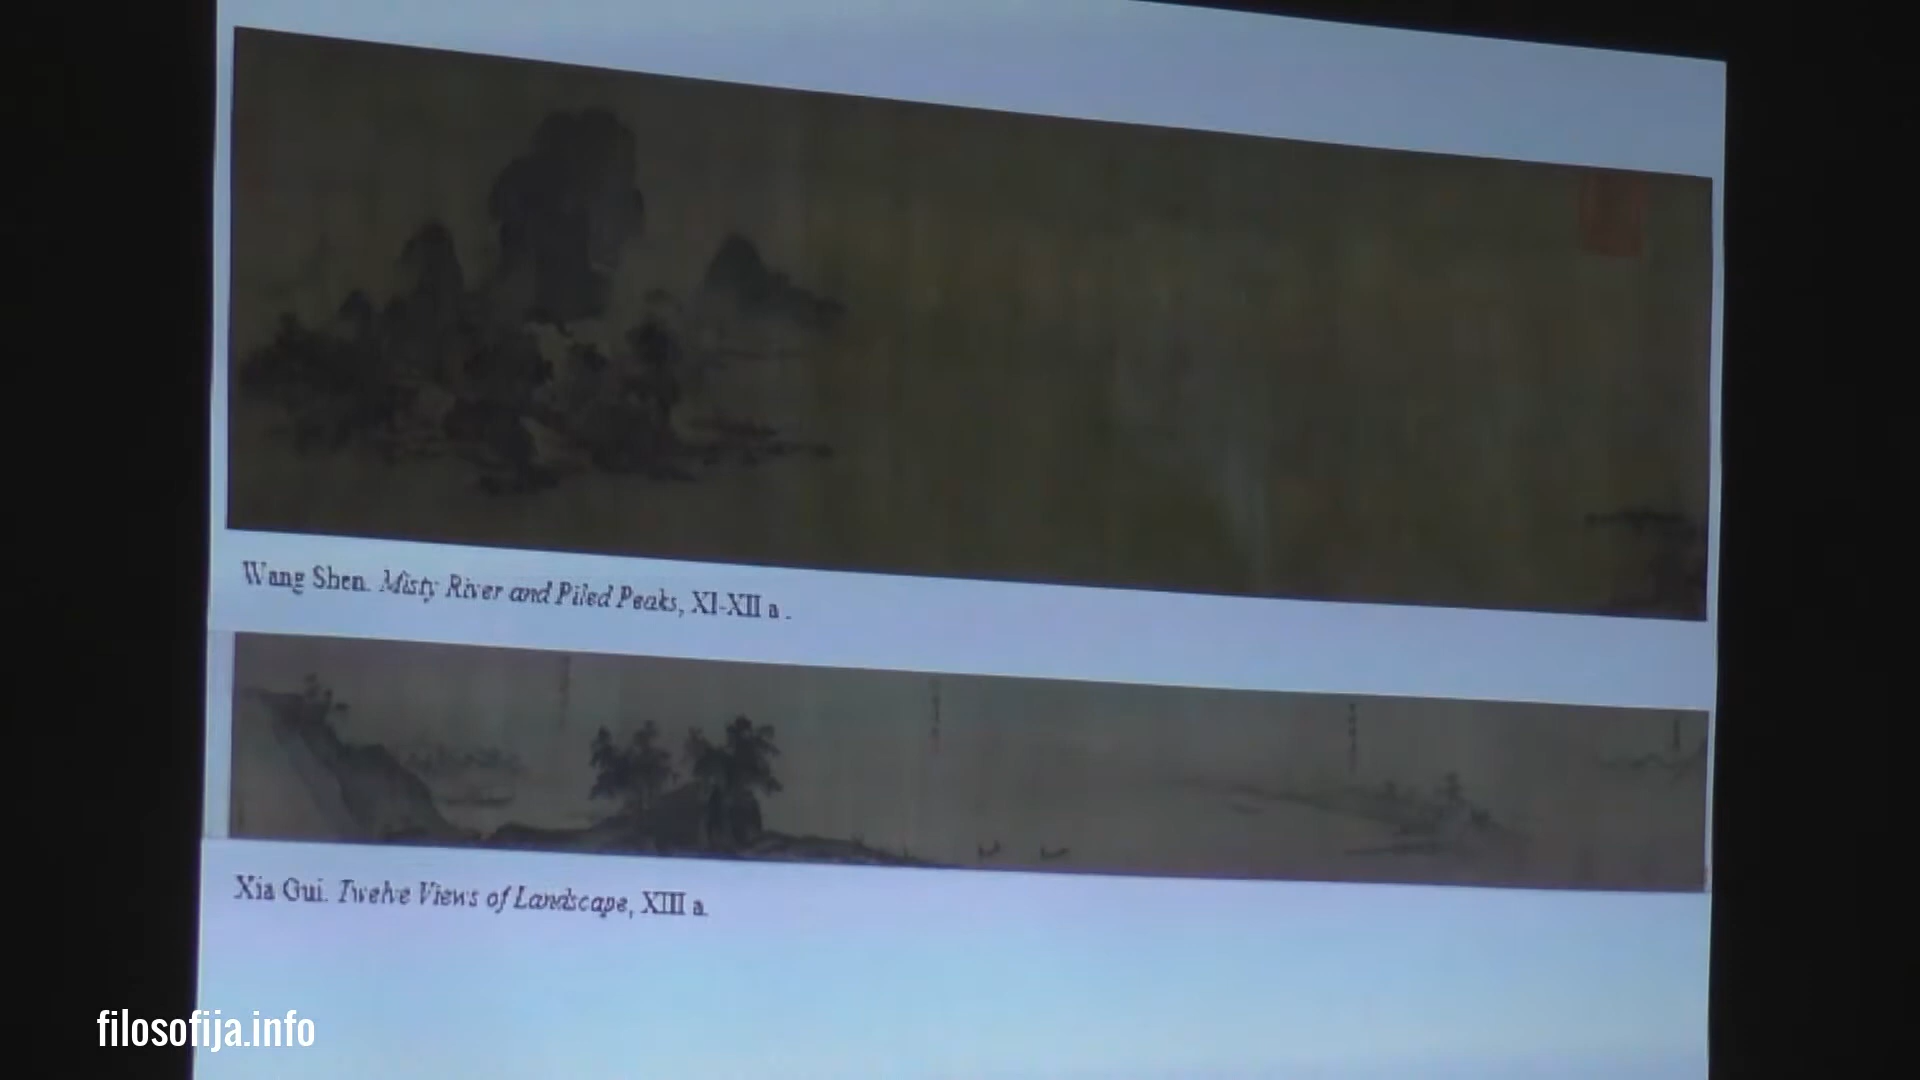 Wang Shen. Misty River and Piled Peaks, XI-XII a .
Xia Gui. Twelve Views of Landscape, XIII a.
filosofija.info